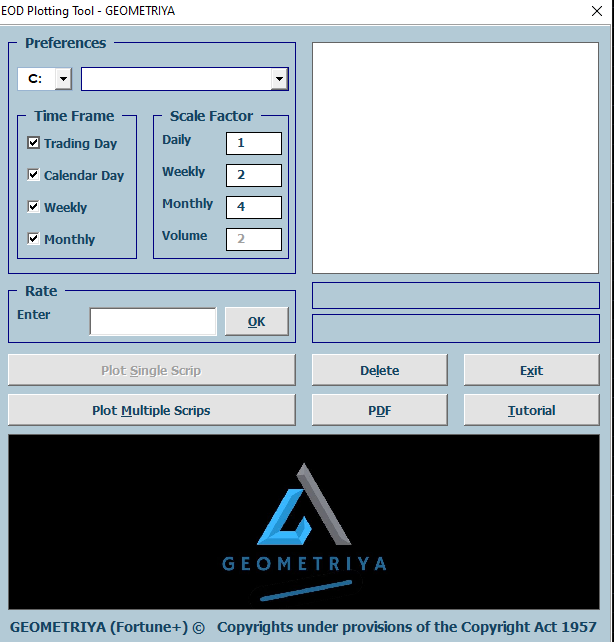 EOD Plotting Tool - GEOMETRIYA
Preferences
C:
Time Frame
Trading Day
Calendar Day
Weekly
Monthly
Scale Factor
Daily 1
Weekly 2
Monthly 4
Volume 2
Rate
Enter
OK
Plot Single Scrip
Delete
Exit
Plot Multiple Scrips
PDF
Tutorial
GEOMETRIYA
GEOMETRIYA (Fortune+) © Copyrights under provisions of the Copyright Act 1957